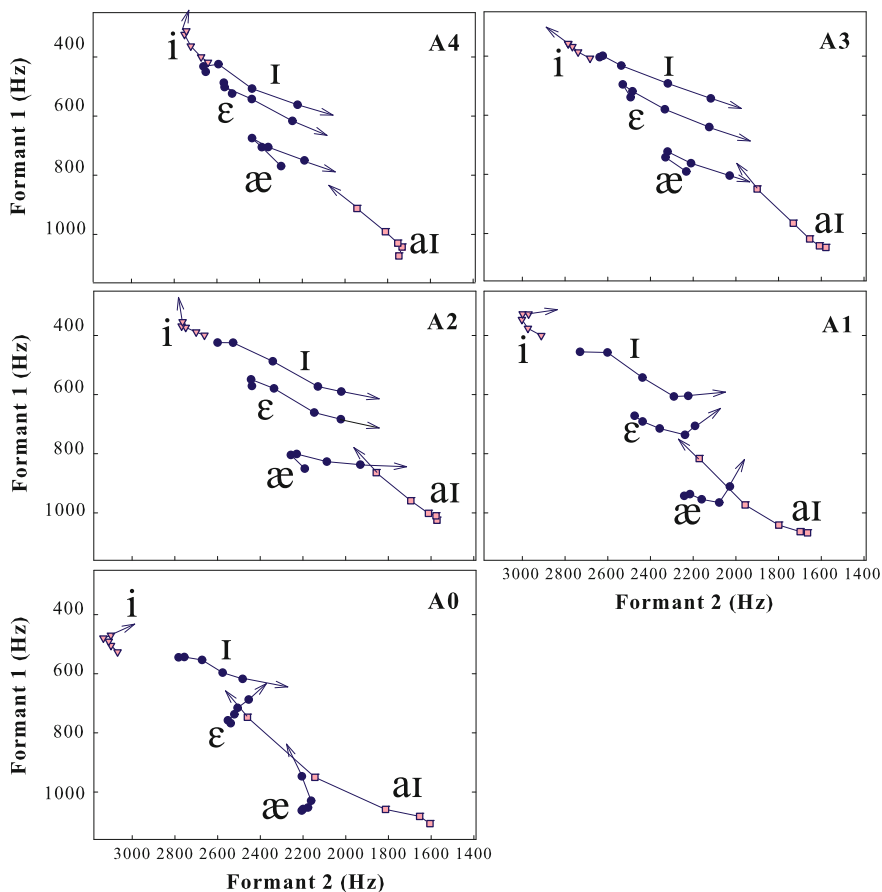 A4
i
I
ɛ
æ
aɪ
400
600
800
1000
Formant 1 (Hz)
A3
i
I
ɛ
æ
aɪ
A2
i
I
ɛ
æ
aɪ
400
600
800
1000
Formant 1 (Hz)
A1
i
I
ɛ
æ
aɪ
3000 2800 2600 2400 2200 2000 1800 1600 1400
Formant 2 (Hz)
A0
i
I
ɛ
æ
aɪ
400
600
800
1000
Formant 1 (Hz)
3000 2800 2600 2400 2200 2000 1800 1600 1400
Formant 2 (Hz)